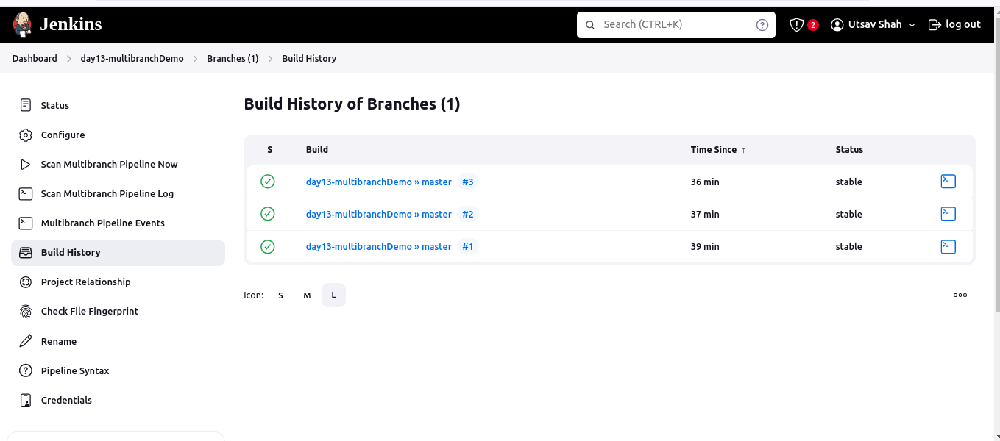 Jenkins
Search (CTRL+K)
2
Utsav Shah
log out
Dashboard
day13-multibranchDemo
Branches (1)
Build History
Status
Configure
Scan Multibranch Pipeline Now
Scan Multibranch Pipeline Log
Multibranch Pipeline Events
Build History
Project Relationship
Check File Fingerprint
Rename
Pipeline Syntax
Credentials
Build History of Branches (1)
S Build Time Since ↑ Status
day13-multibranchDemo » master #3 36 min stable
day13-multibranchDemo » master #2 37 min stable
day13-multibranchDemo » master #1 39 min stable
Icon: S M L